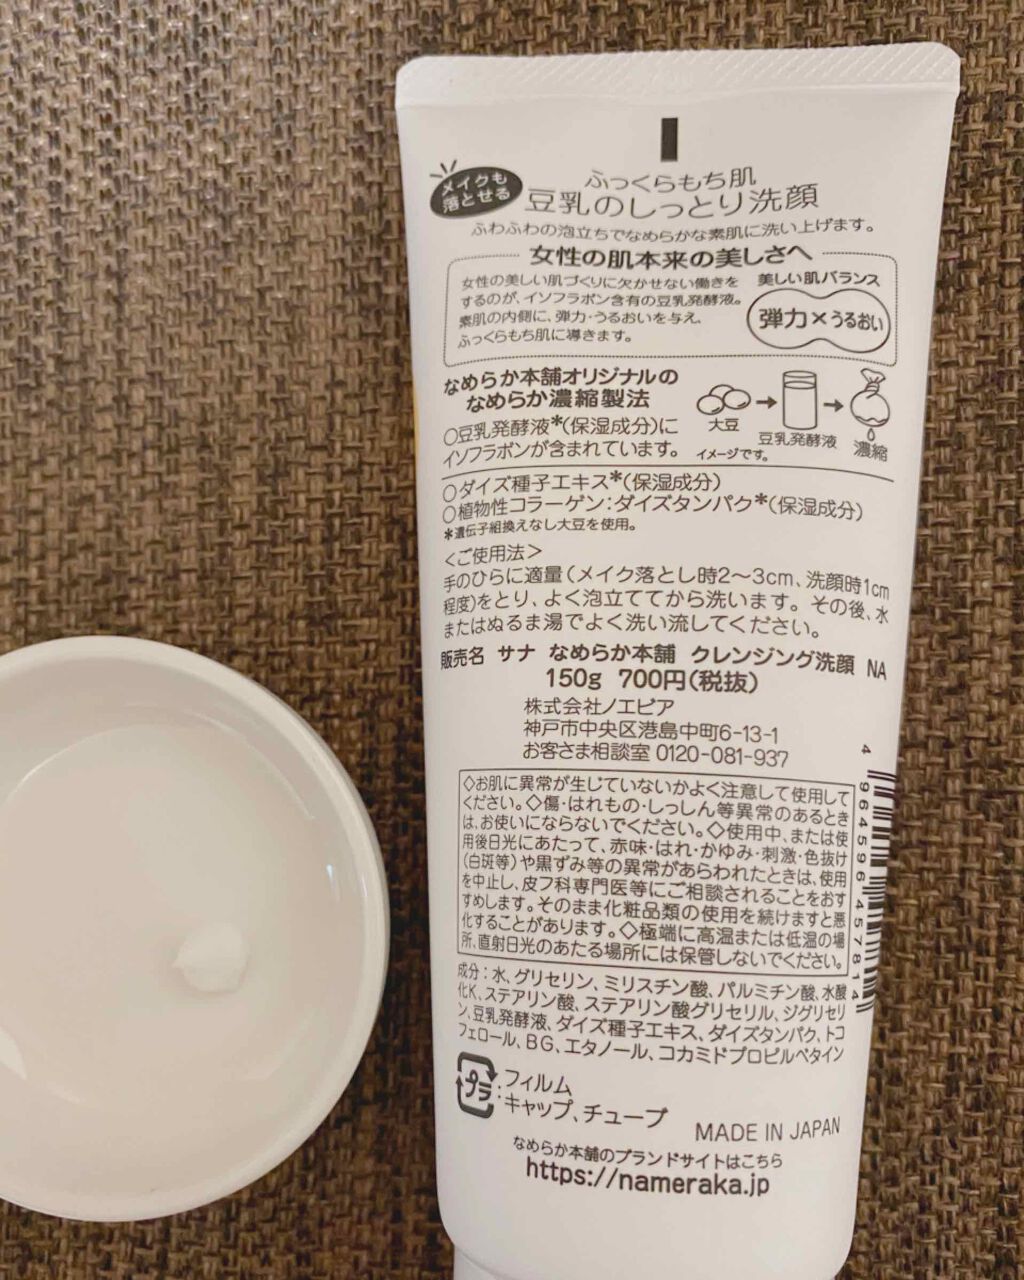 メイクも
落とせる
ふっくらもち肌
豆乳のしっとり洗顔
ふわふわの泡立ちでなめらかな素肌に洗い上げます。
女性の肌本来の美しさへ
女性の美しい肌づくりに欠かせない働きを
するのが、イソフラボン含有の豆乳発酵液。
素肌の内側に、弾力・うるおいを与え、
ふっくらもち肌に導きます。
美しい肌バランス
弾力×うるおい
なめらか本舗オリジナルの
なめらか濃縮製法
○豆乳発酵液*(保湿成分)に
イソフラボンが含まれています。
大豆
豆乳発酵液
濃縮
イメージです。
○ダイズ種子エキス*(保湿成分)
○植物性コラーゲン:ダイズタンパク*(保湿成分)
*遺伝子組換えなし大豆を使用。
<ご使用法>
手のひらに適量(メイク落とし時2〜3cm、洗顔時1cm
程度)をとり、よく泡立ててから洗います。その後、水
またはぬるま湯でよく洗い流してください。
販売名 サナ なめらか本舗 クレンジング洗顔 NA
150g 700円(税抜)
株式会社ノエビア
神戸市中央区港島中町6-13-1
お客さま相談室 0120-081-937
◇お肌に異常が生じていないかよく注意して使用して
ください。◇傷・はれもの・しっしん等異常のあるとき
は、お使いにならないでください。◇使用中、または使
用後日光にあたって、赤味・はれ・かゆみ・刺激・色抜け
(白斑等)や黒ずみ等の異常があらわれたときは、使用
を中止し、皮フ科専門医等にご相談されることをおす
すめします。そのまま化粧品類の使用を続けますと悪
化することがあります。◇極端に高温または低温の場
所、直射日光のあたる場所には保管しないでください。
4964596457814
成分:水、グリセリン、ミリスチン酸、パルミチン酸、水酸
化K、ステアリン酸、ステアリン酸グリセリル、ジグリセリ
ン、豆乳発酵液、ダイズ種子エキス、ダイズタンパク、トコ
フェロール、BG、エタノール、コカミドプロピルベタイン
プラ
:フィルム
:キャップ、チューブ
MADE IN JAPAN
なめらか本舗のブランドサイトはこちら
https://nameraka.jp